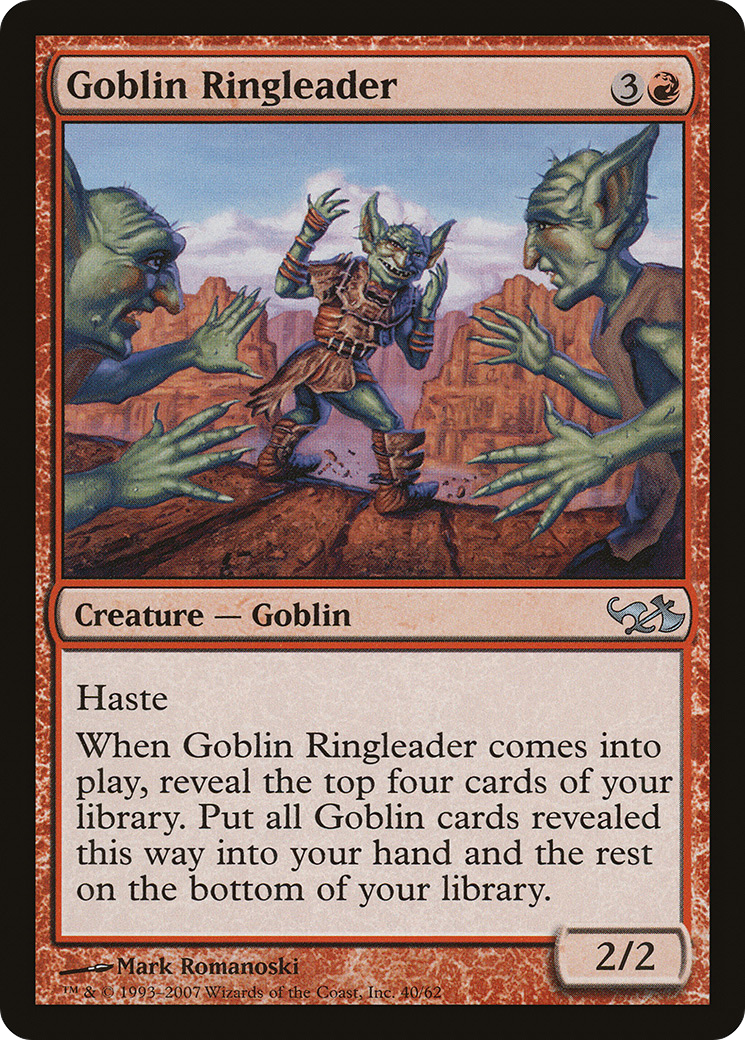 Goblin Ringleader 3
Creature — Goblin
Haste
When Goblin Ringleader comes into
play, reveal the top four cards of your
library. Put all Goblin cards revealed
this way into your hand and the rest
on the bottom of your library.
2/2
Mark Romanoski
™ & © 1993–2007 Wizards of the Coast, Inc. 40/62